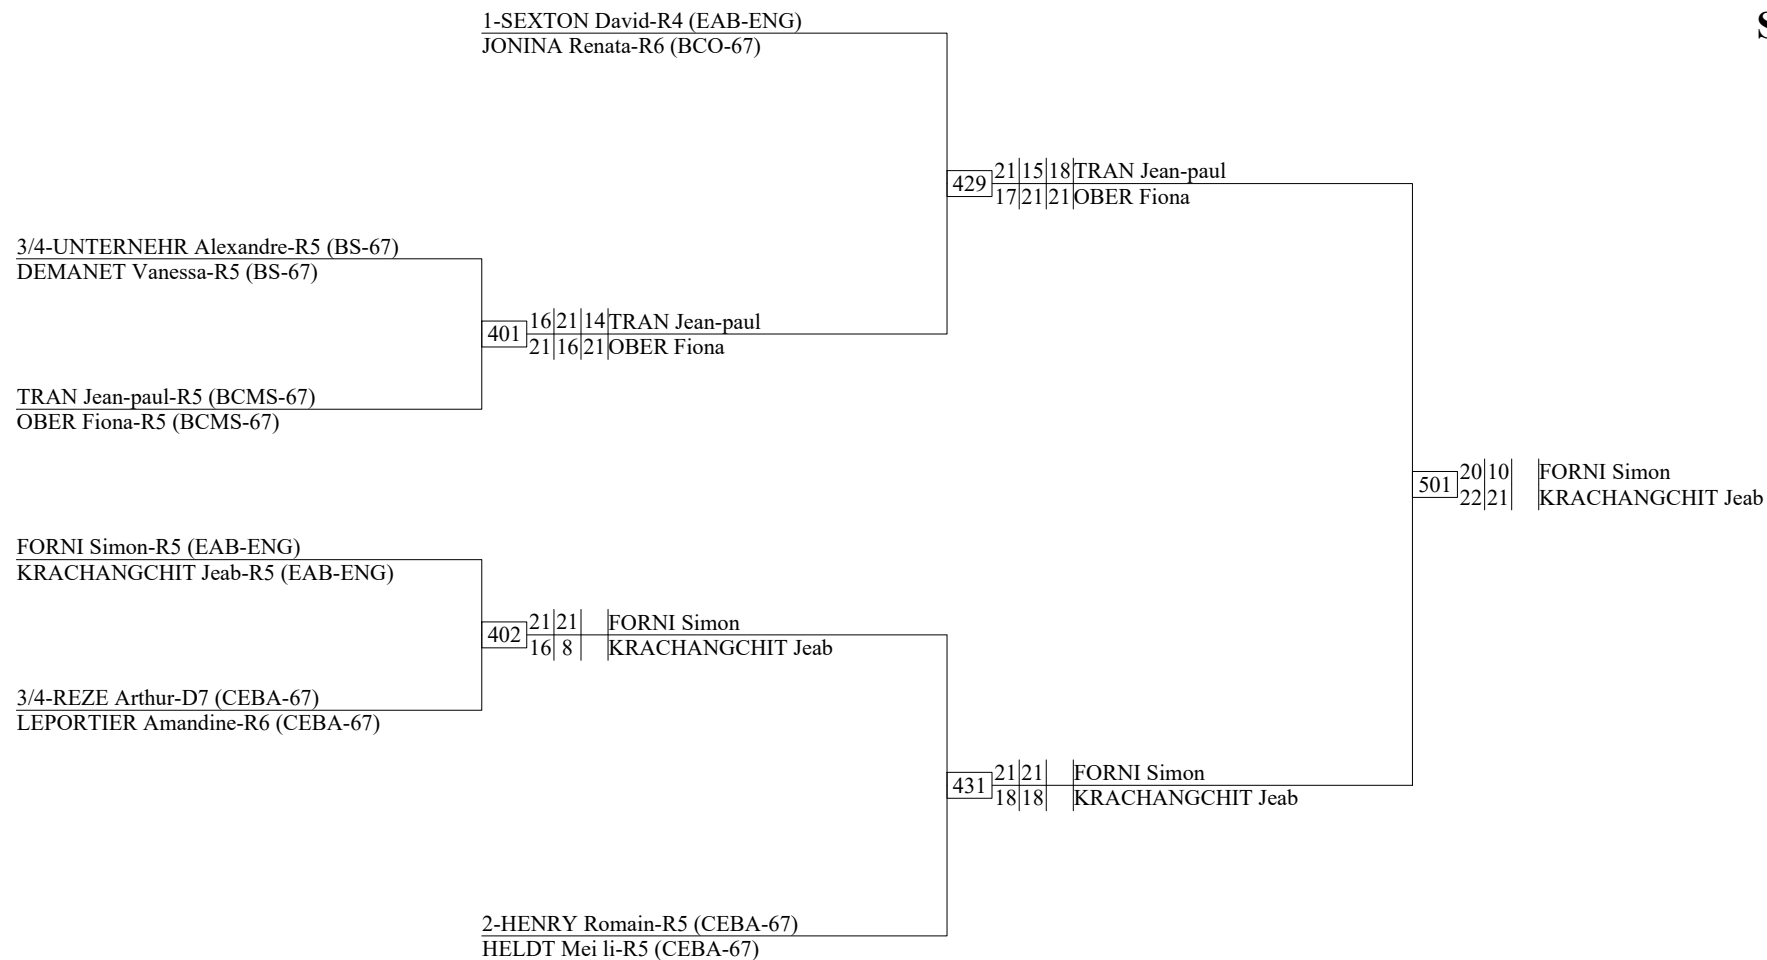 1-SEXTON David-R4 (EAB-ENG)
JONINA Renata-R6 (BCO-67)
S
429 21 15 18 TRAN Jean-paul
17 21 21 OBER Fiona
3/4-UNTERNEHR Alexandre-R5 (BS-67)
DEMANET Vanessa-R5 (BS-67)
401 16 21 14 TRAN Jean-paul
21 16 21 OBER Fiona
TRAN Jean-paul-R5 (BCMS-67)
OBER Fiona-R5 (BCMS-67)
501 20 10 FORNI Simon
22 21 KRACHANGCHIT Jeab
FORNI Simon-R5 (EAB-ENG)
KRACHANGCHIT Jeab-R5 (EAB-ENG)
402 21 21 FORNI Simon
16 8 KRACHANGCHIT Jeab
3/4-REZE Arthur-D7 (CEBA-67)
LEPORTIER Amandine-R6 (CEBA-67)
431 21 21 FORNI Simon
18 18 KRACHANGCHIT Jeab
2-HENRY Romain-R5 (CEBA-67)
HELDT Mei li-R5 (CEBA-67)